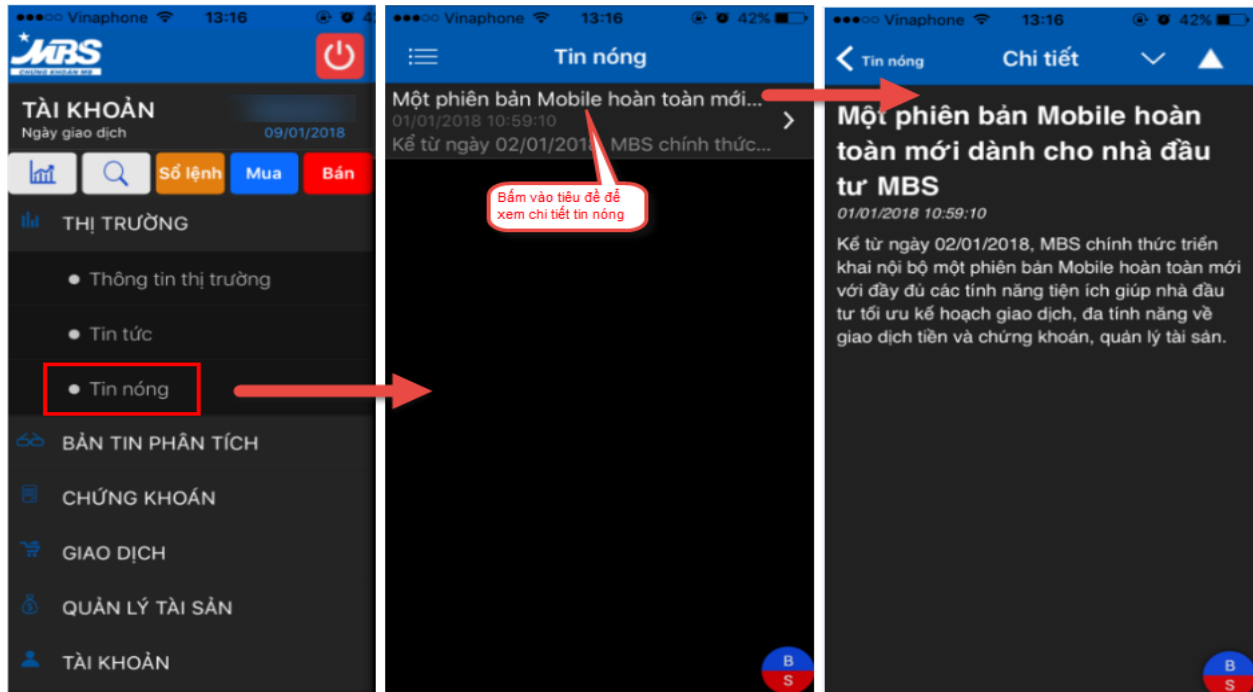 Vinaphone 13:16 4
MBS
CHỨNG KHOÁN MB
TÀI KHOẢN
Ngày giao dịch 09/01/2018
Sổ lệnh Mua Bán
THỊ TRƯỜNG
Thông tin thị trường
Tin tức
Tin nóng
BẢN TIN PHÂN TÍCH
CHỨNG KHOÁN
GIAO DỊCH
QUẢN LÝ TÀI SẢN
TÀI KHOẢN
Vinaphone 13:16 42%
Tin nóng
Một phiên bản Mobile hoàn toàn mới...
01/01/2018 10:59:10
Kể từ ngày 02/01/2018, MBS chính thức...
Bấm vào tiêu đề để
xem chi tiết tin nóng
B
S
Vinaphone 13:16 42%
Tin nóng Chi tiết
Một phiên bản Mobile hoàn
toàn mới dành cho nhà đầu
tư MBS
01/01/2018 10:59:10
Kể từ ngày 02/01/2018, MBS chính thức triển
khai nội bộ một phiên bản Mobile hoàn toàn mới
với đầy đủ các tính năng tiện ích giúp nhà đầu
tư tối ưu kế hoạch giao dịch, đa tính năng về
giao dịch tiền và chứng khoán, quản lý tài sản.
B
S